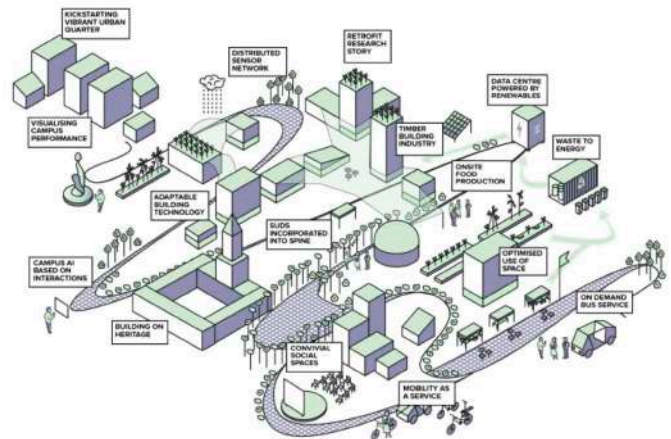 KICKSTARTING
VIBRANT URBAN
QUARTER
DISTRIBUTED
SENSOR
NETWORK
RETROFIT
RESEARCH
STORY
DATA CENTRE
POWERED BY
RENEWABLES
VISUALISING
CAMPUS
PERFORMANCE
TIMBER
BUILDING
INDUSTRY
WASTE TO
ENERGY
ONSITE
FOOD
PRODUCTION
ADAPTABLE
BUILDING
TECHNOLOGY
SUDS
INCORPORATED
INTO SPINE
CAMPUS AI
BASED ON
INTERACTIONS
OPTIMISED
USE OF
SPACE
ON DEMAND
BUS SERVICE
BUILDING ON
HERITAGE
CONVIVIAL
SOCIAL
SPACES
MOBILITY AS
A SERVICE